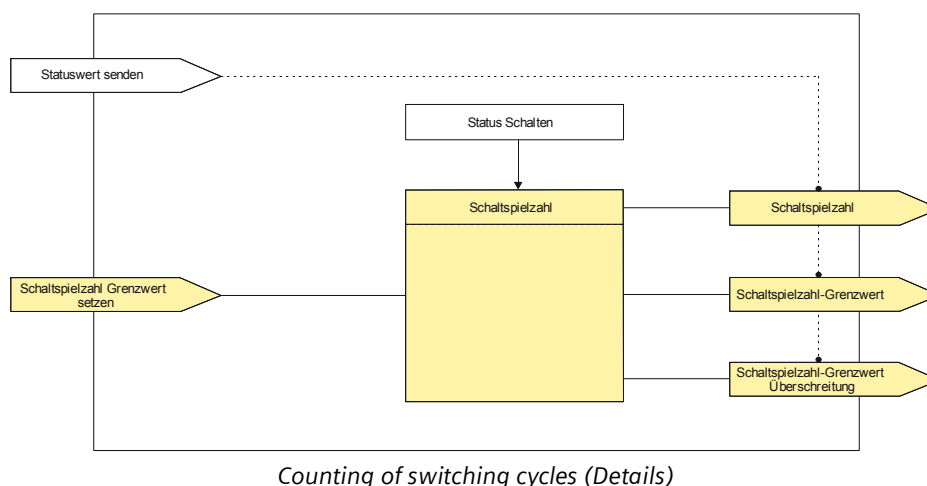 Statuswert senden
Status Schalten
Schaltspielzahl
Schaltspielzahl
Schaltspielzahl Grenzwert
setzen
Schaltspielzahl-Grenzwert
Schaltspielzahl-Grenzwert
Überschreitung
Counting of switching cycles (Details)